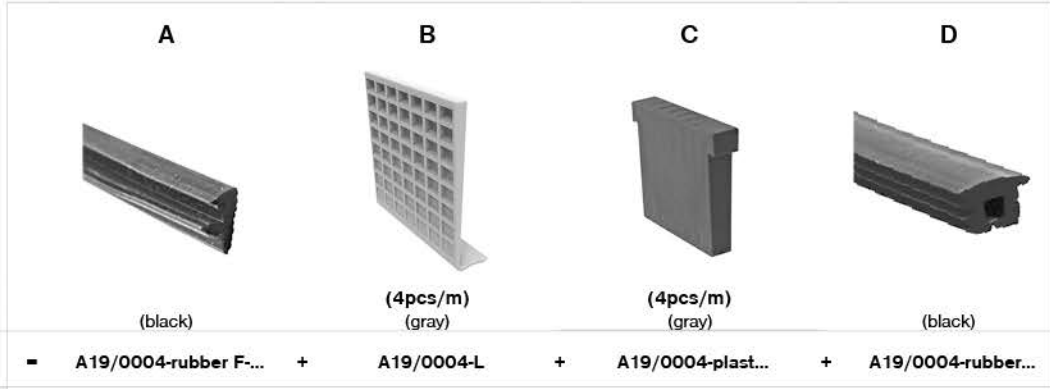 A B C D
(4pcs/m) (4pcs/m)
(black) (gray) (gray) (black)
- A19/0004-rubber F-... + A19/0004-L + A19/0004-plast... + A19/0004-rubber...